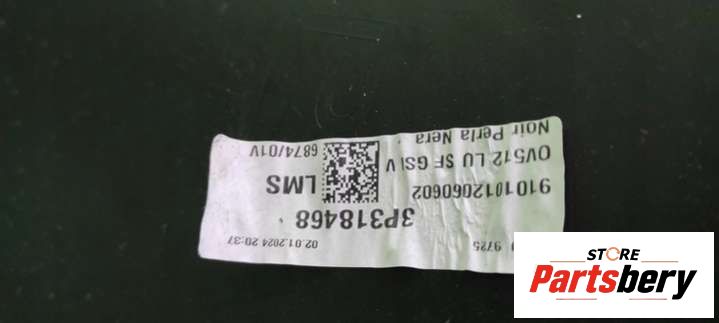 9725
02.01.2024 20:37
3P318468
9101012060602
LMS
OV512 LU SF GSI V
6874/01V
Noir Perla Nera
STORE
Partsbery